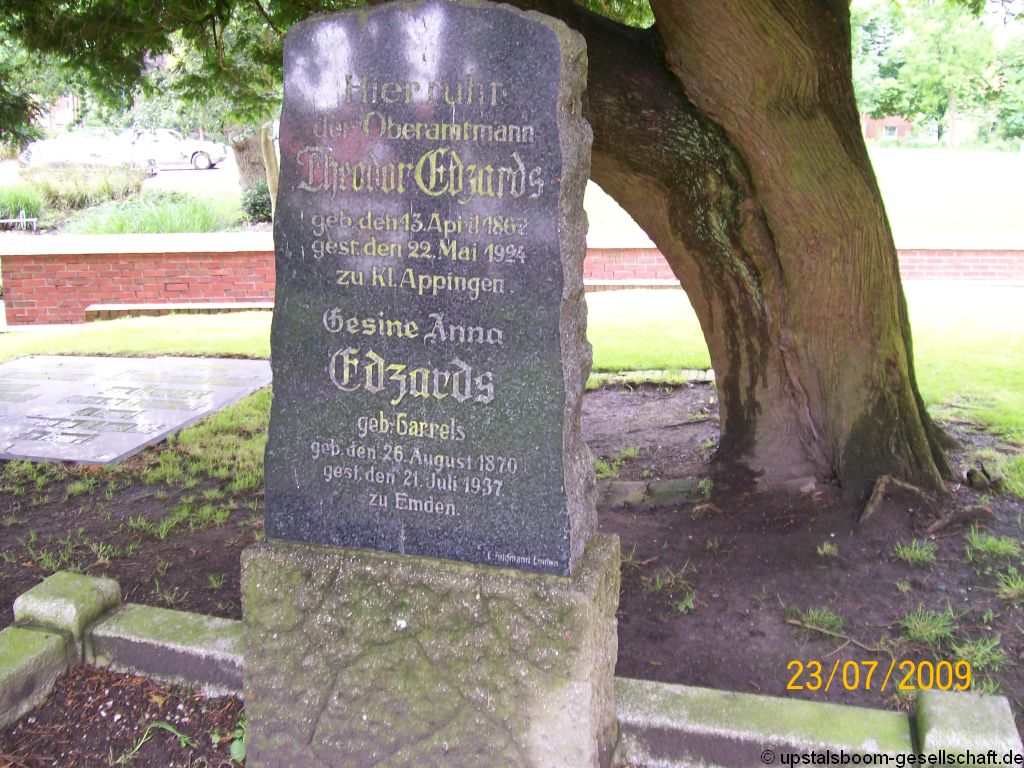 Hier ruht
der Oberamtmann
Theodor Edzards
geb. den 13. April 1862
gest. den 22. Mai 1924
zu Kl. Appingen
Gesine Anna
Edzards
geb. Garrels
geb. den 26. August 1870
gest. den 21. Juli 1937
zu Emden.
23/07/2009
© upstalsboom-gesellschaft.de